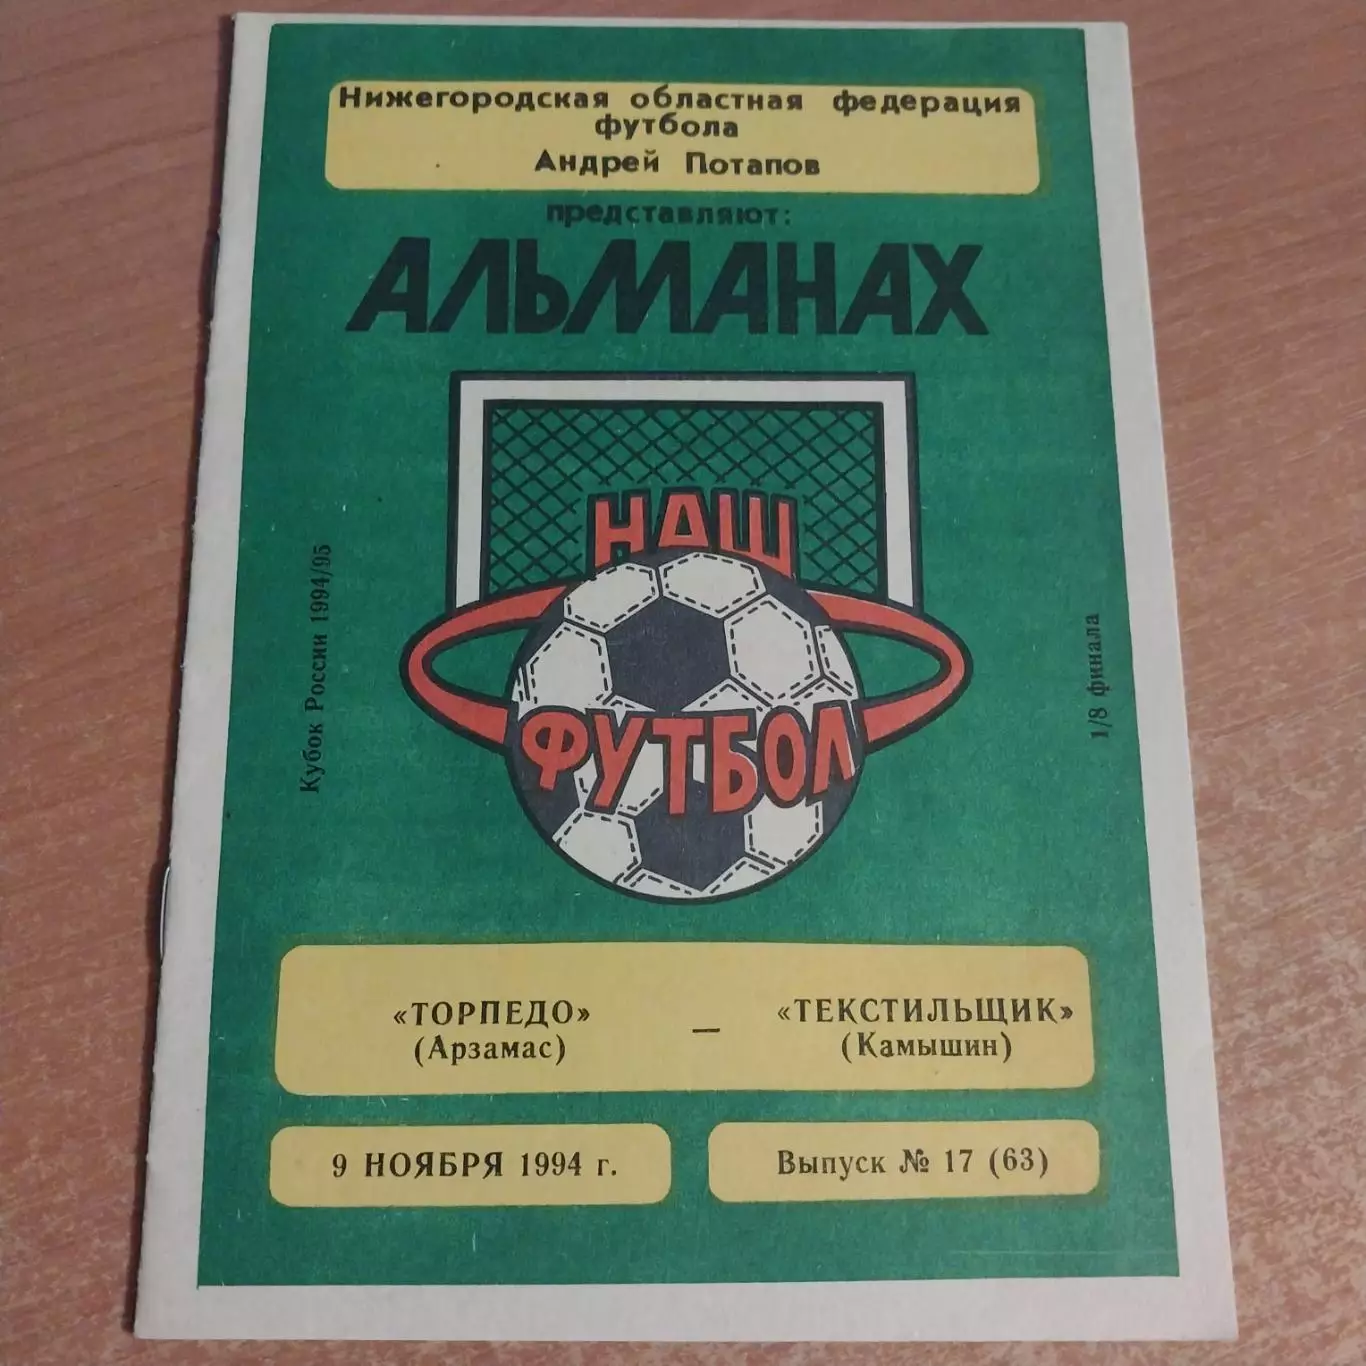 Нижегородская областная федерация
футбола
Андрей Потапов
представляют:
АЛЬМАНАХ
НАШ
ФУТБОЛ
Кубок России 1994/95
1/8 финала
«ТОРПЕДО» — «ТЕКСТИЛЬЩИК»
(Арзамас) (Камышин)
9 НОЯБРЯ 1994 г.
Выпуск № 17 (63)